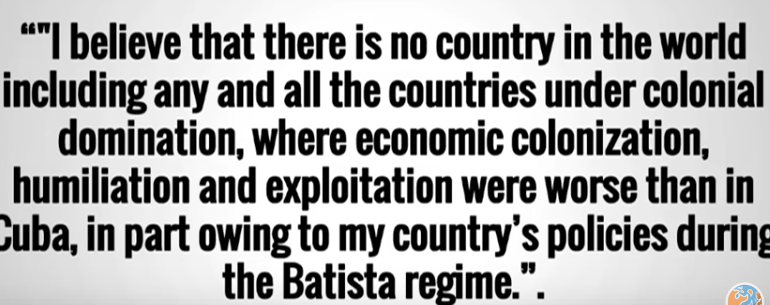 “"I believe that there is no country in the world
including any and all the countries under colonial
domination, where economic colonization,
humiliation and exploitation were worse than in
Cuba, in part owing to my country’s policies during
the Batista regime.”.